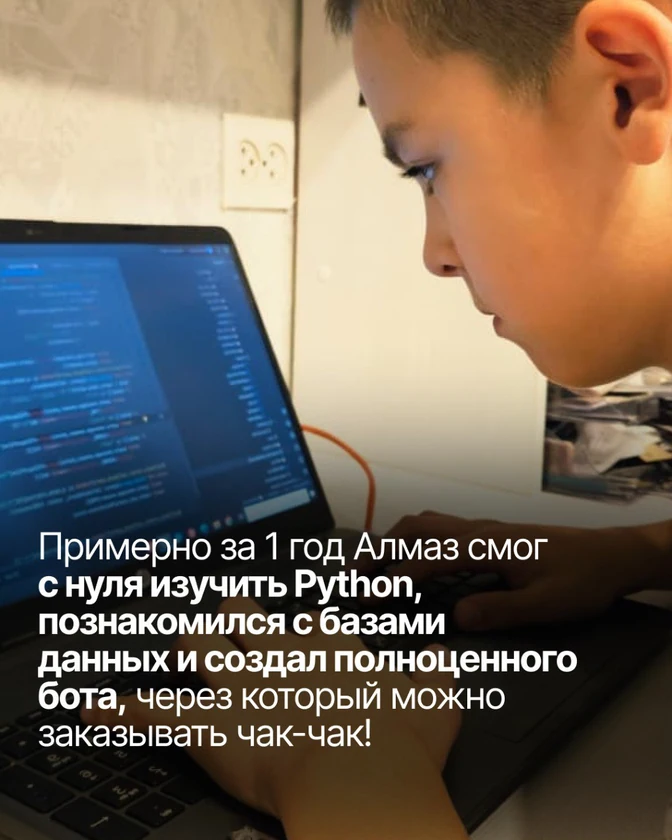 Примерно за 1 год Алмаз смог
с нуля изучить Python,
познакомился с базами
данных и создал полноценного
бота, через который можно
заказывать чак-чак!